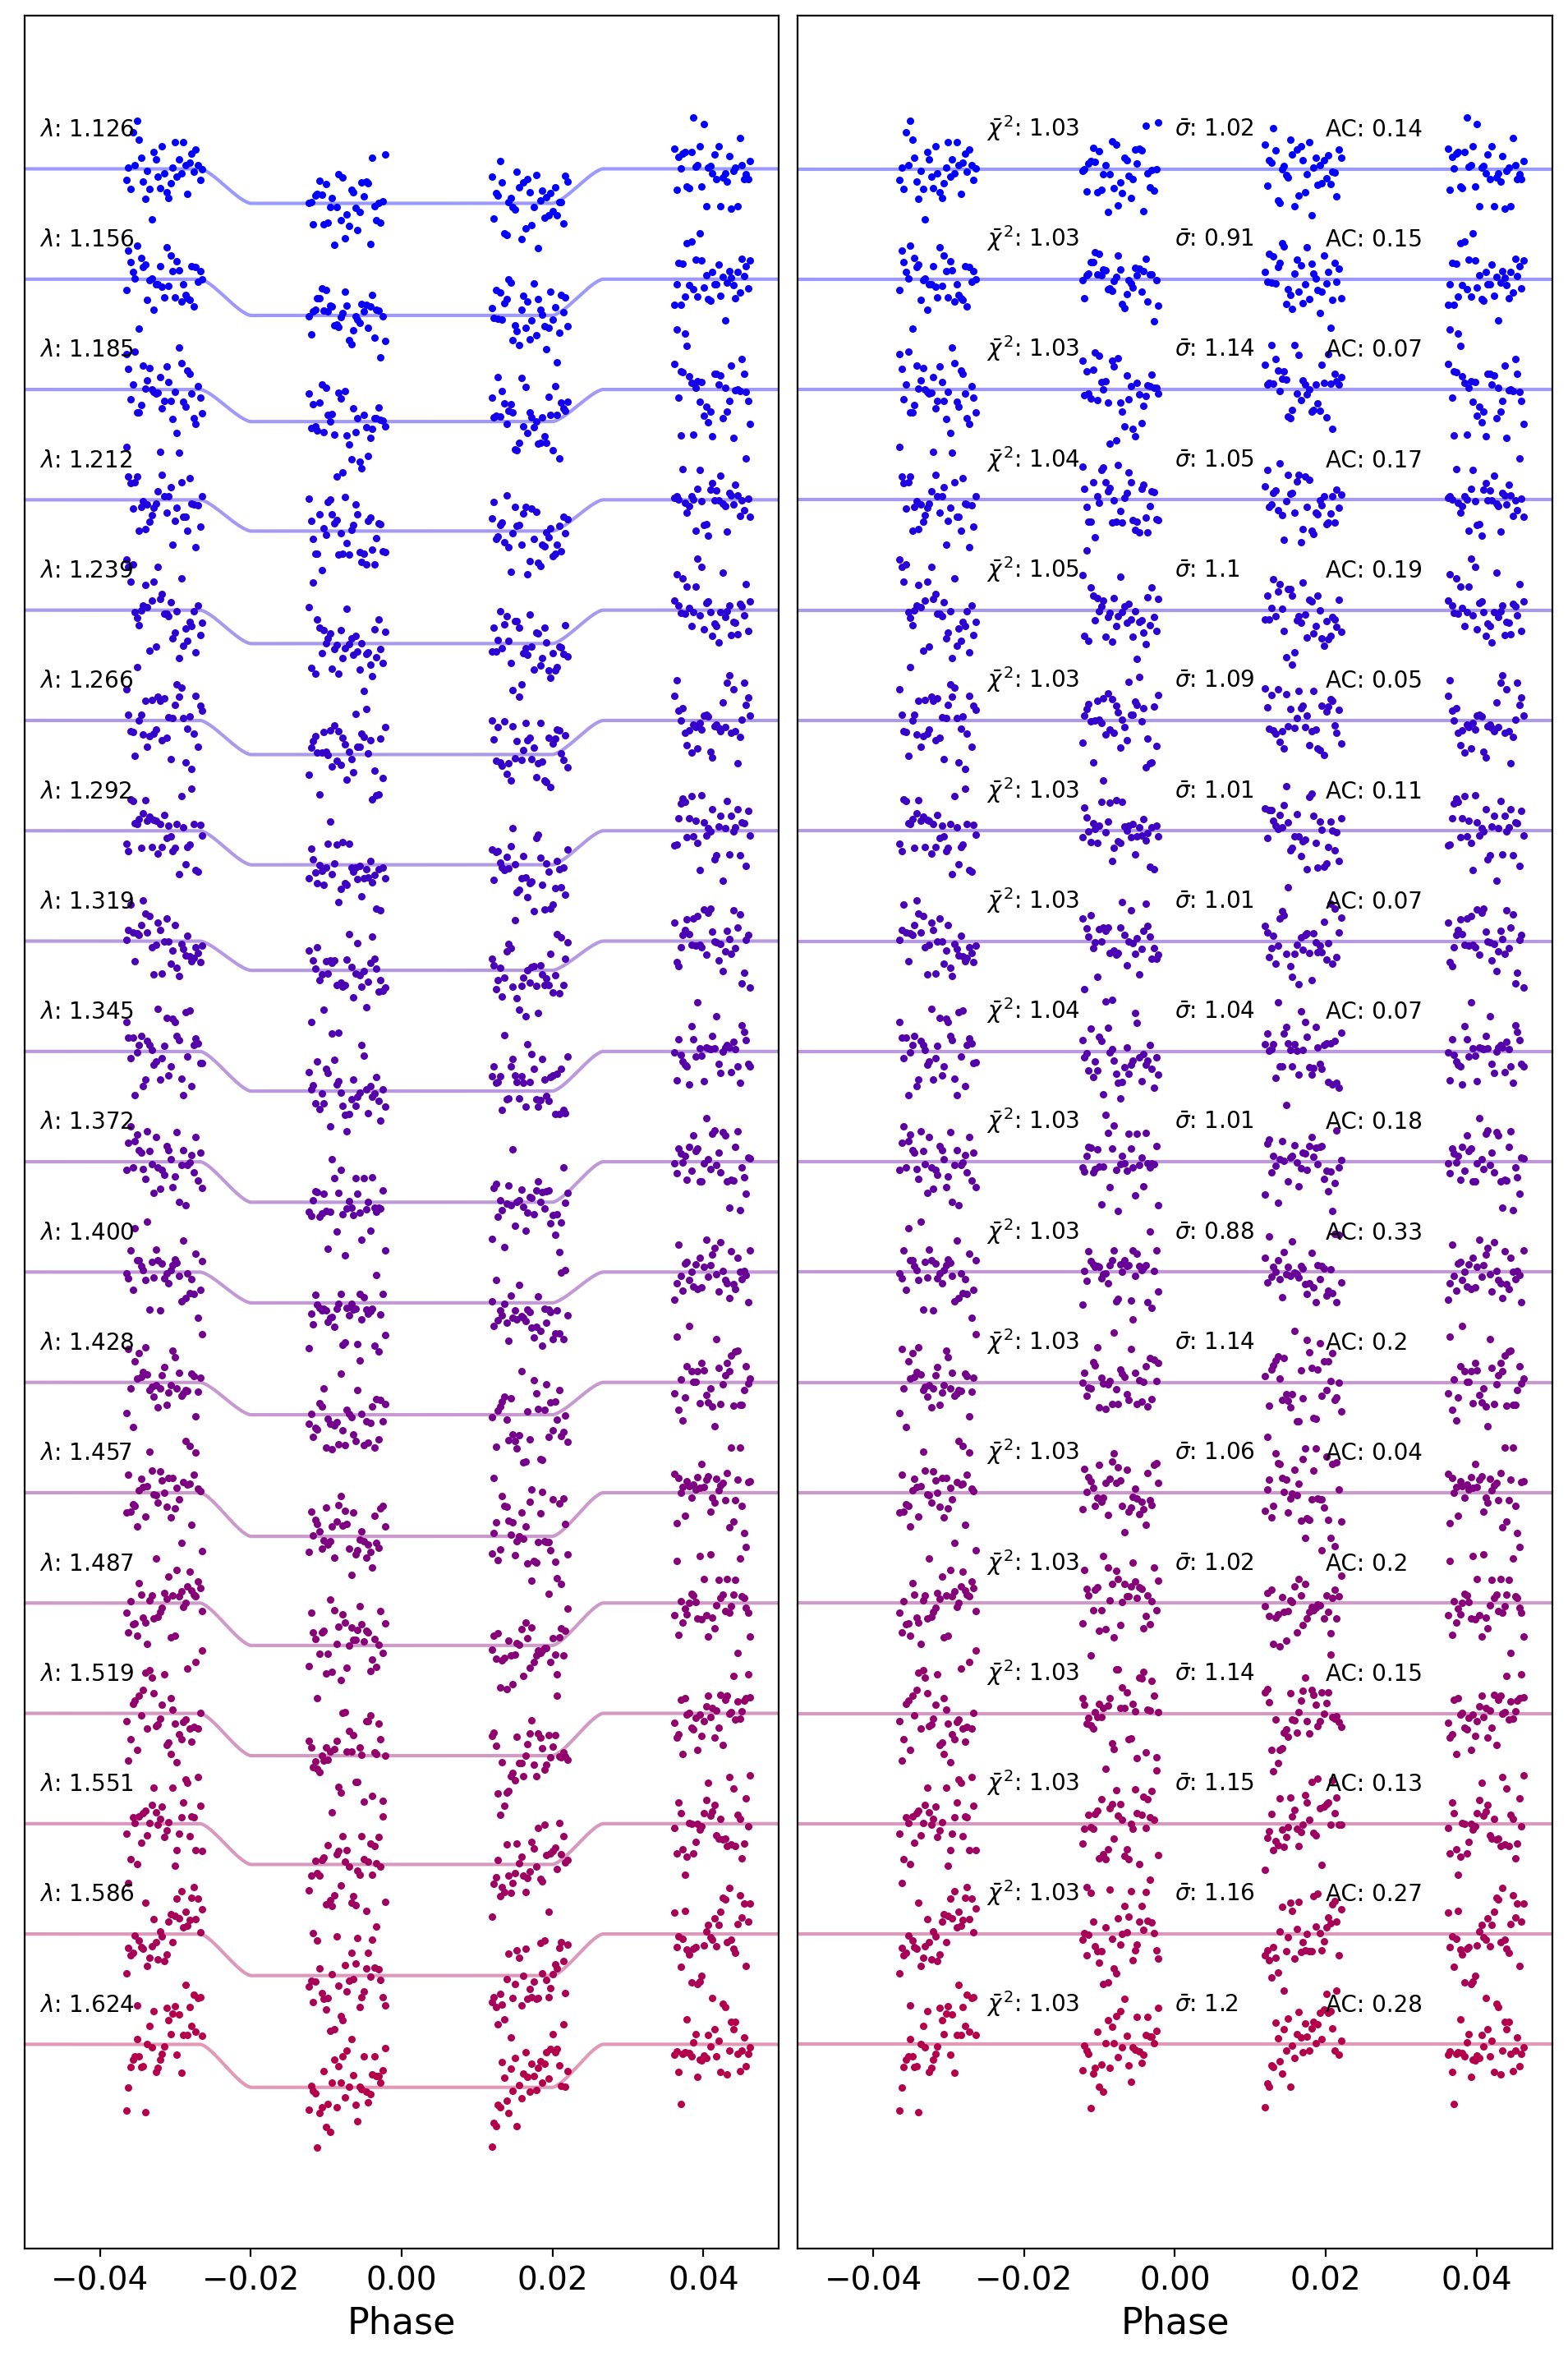 λ: 1.126 χ̄²: 1.03 σ̄: 1.02 AC: 0.14
λ: 1.156 χ̄²: 1.03 σ̄: 0.91 AC: 0.15
λ: 1.185 χ̄²: 1.03 σ̄: 1.14 AC: 0.07
λ: 1.212 χ̄²: 1.04 σ̄: 1.05 AC: 0.17
λ: 1.239 χ̄²: 1.05 σ̄: 1.1 AC: 0.19
λ: 1.266 χ̄²: 1.03 σ̄: 1.09 AC: 0.05
λ: 1.292 χ̄²: 1.03 σ̄: 1.01 AC: 0.11
λ: 1.319 χ̄²: 1.03 σ̄: 1.01 AC: 0.07
λ: 1.345 χ̄²: 1.04 σ̄: 1.04 AC: 0.07
λ: 1.372 χ̄²: 1.03 σ̄: 1.01 AC: 0.18
λ: 1.400 χ̄²: 1.03 σ̄: 0.88 AC: 0.33
λ: 1.428 χ̄²: 1.03 σ̄: 1.14 AC: 0.2
λ: 1.457 χ̄²: 1.03 σ̄: 1.06 AC: 0.04
λ: 1.487 χ̄²: 1.03 σ̄: 1.02 AC: 0.2
λ: 1.519 χ̄²: 1.03 σ̄: 1.14 AC: 0.15
λ: 1.551 χ̄²: 1.03 σ̄: 1.15 AC: 0.13
λ: 1.586 χ̄²: 1.03 σ̄: 1.16 AC: 0.27
λ: 1.624 χ̄²: 1.03 σ̄: 1.2 AC: 0.28
−0.04 −0.02 0.00 0.02 0.04 −0.04 −0.02 0.00 0.02 0.04
Phase Phase